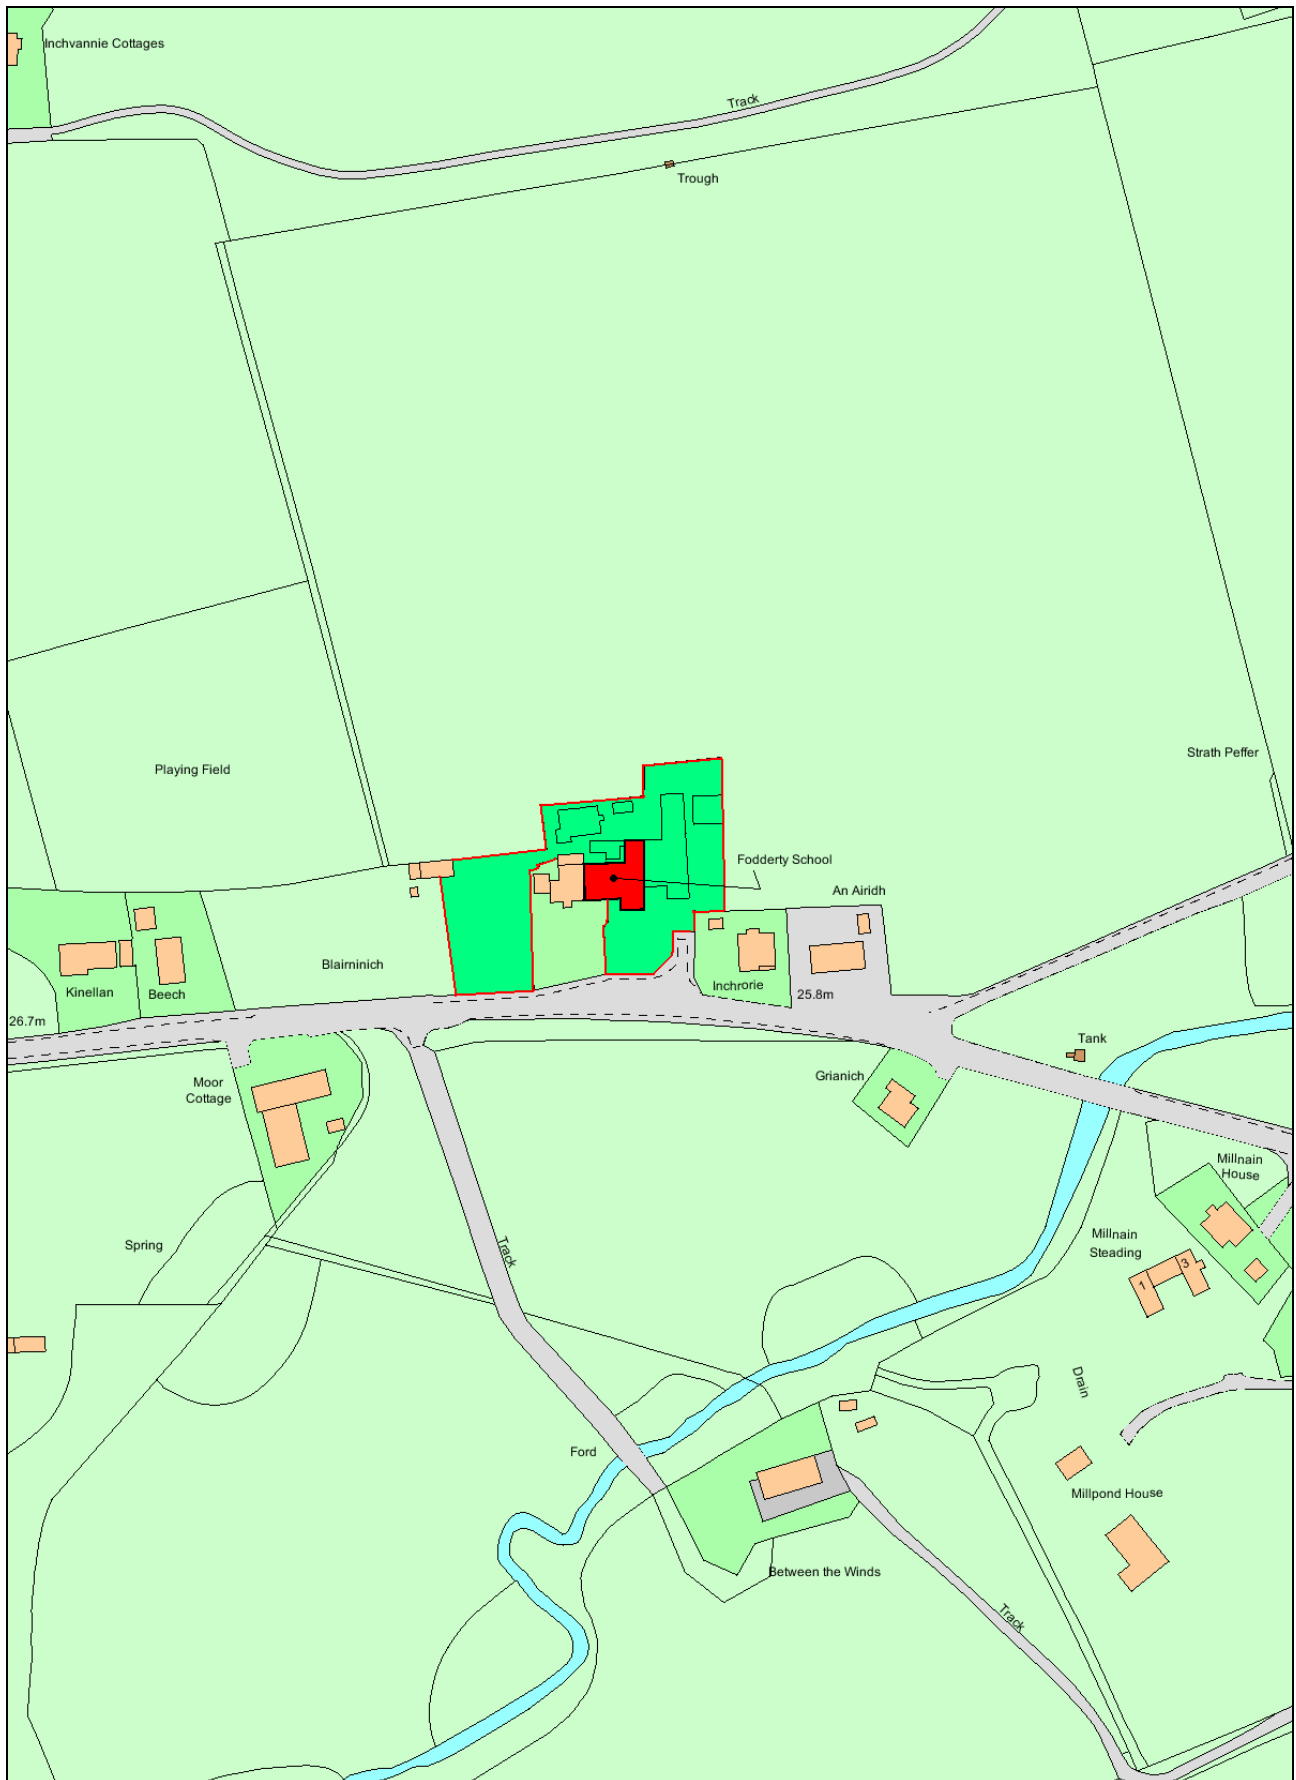 Inchvannie Cottages
Track
Trough
Strath Peffer
Playing Field
Fodderty School
An Airidh
Blairninich
Kinellan
Beech
Inchrorie
25.8m
26.7m
Tank
Moor
Cottage
Grianich
Millnain
House
Spring
Track
Millnain
Steading
1
3
Drain
Ford
Millpond House
Between the Winds
Track